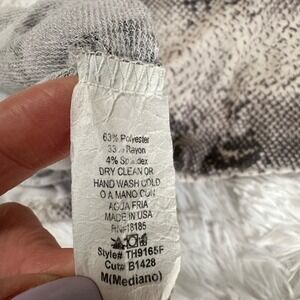 63% Polyester
33% Rayon
4% Spandex
DRY CLEAN OR
HAND WASH COLD
O A MANO CON
AGUA FRIA
MADE IN USA
RN#18185
Style# TH9165F
Cut# B1428
M(Mediano)